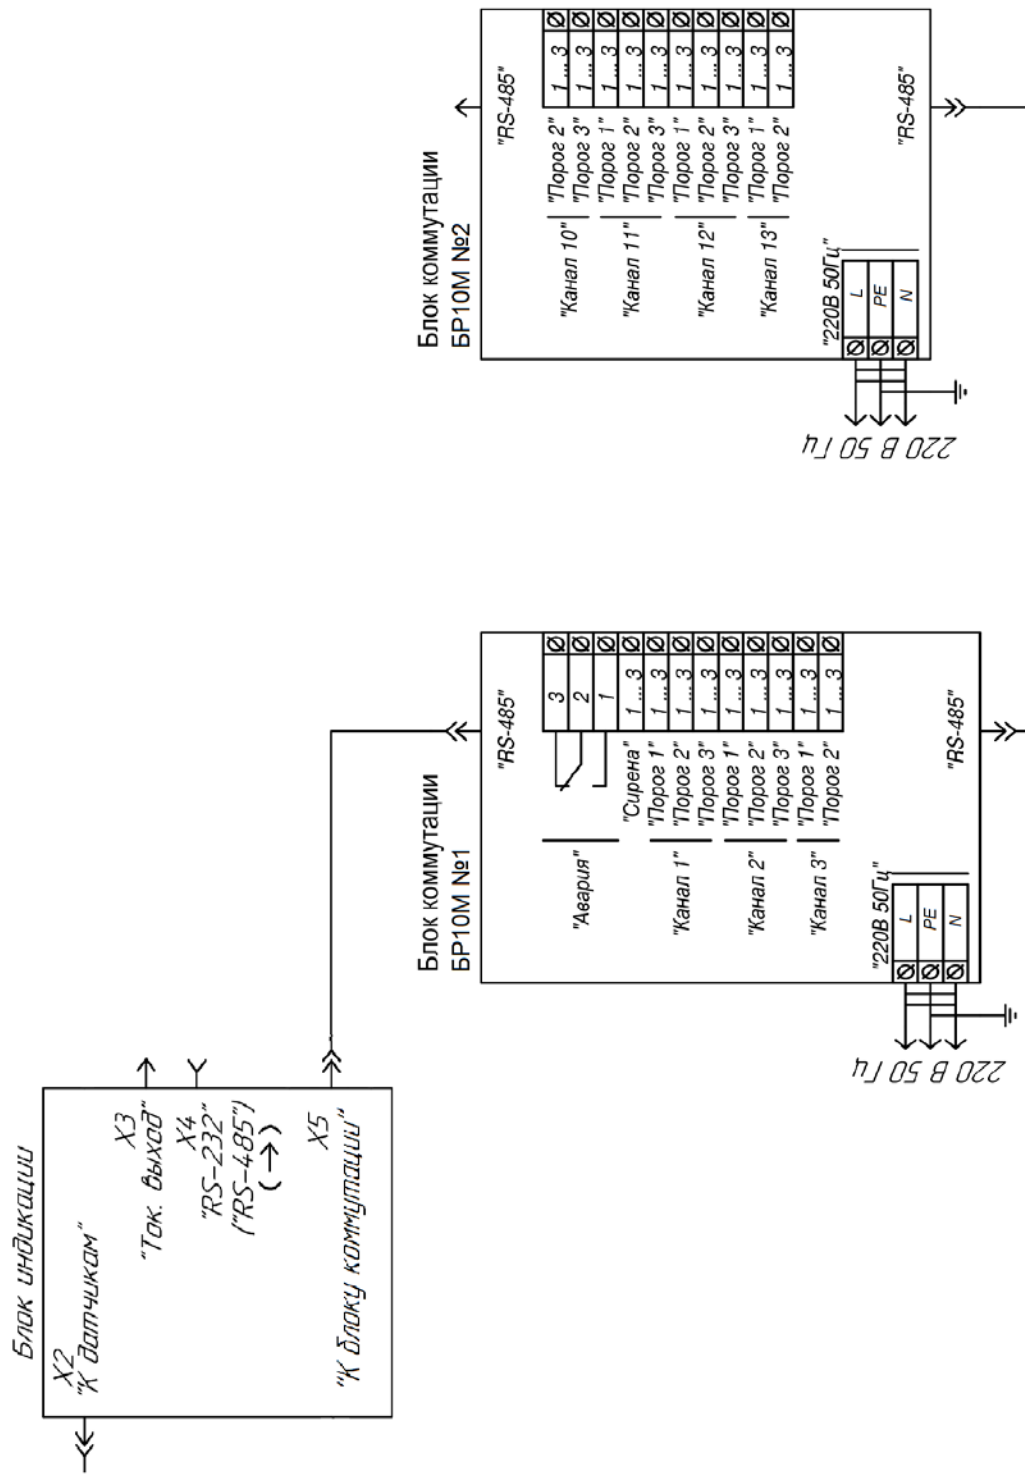 Блок индикации
X2
"К датчикам"
X3
"Ток. выход"
X4
"RS-232"
("RS-485")
(→)
X5
"К блоку коммутации"
Блок коммутации
БР10М №1
"RS-485"
"Авария"
3
2
1
"Сирена"
1...3
"Канал 1"
"Порог 1"
1...3
"Порог 2"
1...3
"Порог 3"
1...3
"Канал 2"
"Порог 1"
1...3
"Порог 2"
1...3
"Порог 3"
1...3
"Канал 3"
"Порог 1"
1...3
"Порог 2"
1...3
"220В 50Гц"
L
PE
N
220 В 50 Гц
"RS-485"
Блок коммутации
БР10М №2
"RS-485"
"Канал 10"
"Порог 2"
1...3
"Порог 3"
1...3
"Канал 11"
"Порог 1"
1...3
"Порог 2"
1...3
"Порог 3"
1...3
"Канал 12"
"Порог 1"
1...3
"Порог 2"
1...3
"Порог 3"
1...3
"Канал 13"
"Порог 1"
1...3
"Порог 2"
1...3
"220В 50Гц"
L
PE
N
220 В 50 Гц
"RS-485"